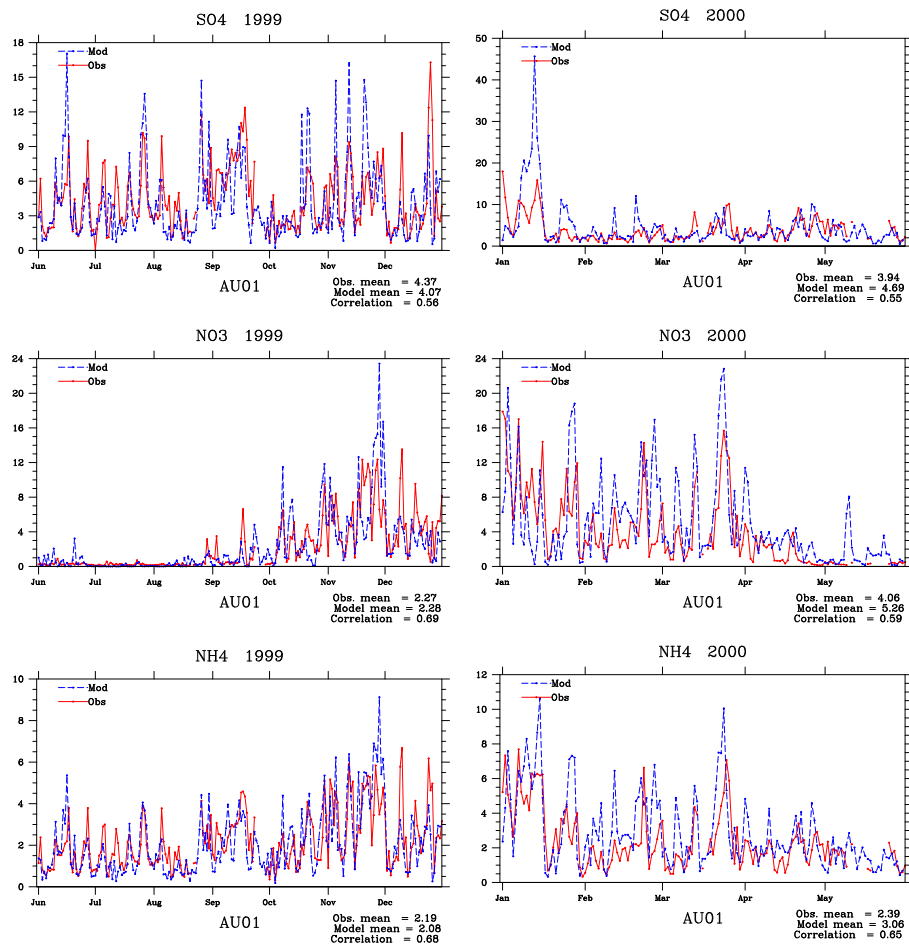 SO4 1999
18
15
12
9
6
3
0
Mod
Obs
Jun Jul Aug Sep Oct Nov Dec
AU01
Obs. mean = 4.37
Model mean = 4.07
Correlation = 0.56
SO4 2000
50
40
30
20
10
0
Mod
Obs
Jan Feb Mar Apr May
AU01
Obs. mean = 3.94
Model mean = 4.69
Correlation = 0.55
NO3 1999
24
20
16
12
8
4
0
Mod
Obs
Jun Jul Aug Sep Oct Nov Dec
AU01
Obs. mean = 2.27
Model mean = 2.28
Correlation = 0.69
NO3 2000
24
20
16
12
8
4
0
Mod
Obs
Jan Feb Mar Apr May
AU01
Obs. mean = 4.06
Model mean = 5.26
Correlation = 0.59
NH4 1999
10
8
6
4
2
0
Mod
Obs
Jun Jul Aug Sep Oct Nov Dec
AU01
Obs. mean = 2.19
Model mean = 2.08
Correlation = 0.68
NH4 2000
12
10
8
6
4
2
0
Mod
Obs
Jan Feb Mar Apr May
AU01
Obs. mean = 2.39
Model mean = 3.06
Correlation = 0.65